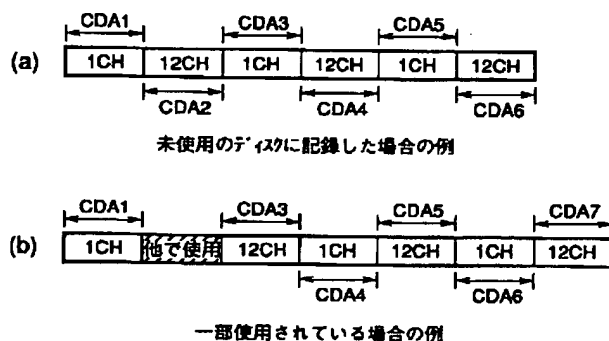 CDA1 CDA3 CDA5
(a) 1CH 12CH 1CH 12CH 1CH 12CH
CDA2 CDA4 CDA6
未使用のディスクに記録した場合の例
CDA1 CDA3 CDA5 CDA7
(b) 1CH 他で使用 12CH 1CH 12CH 1CH 12CH
CDA4 CDA6
一部使用されている場合の例